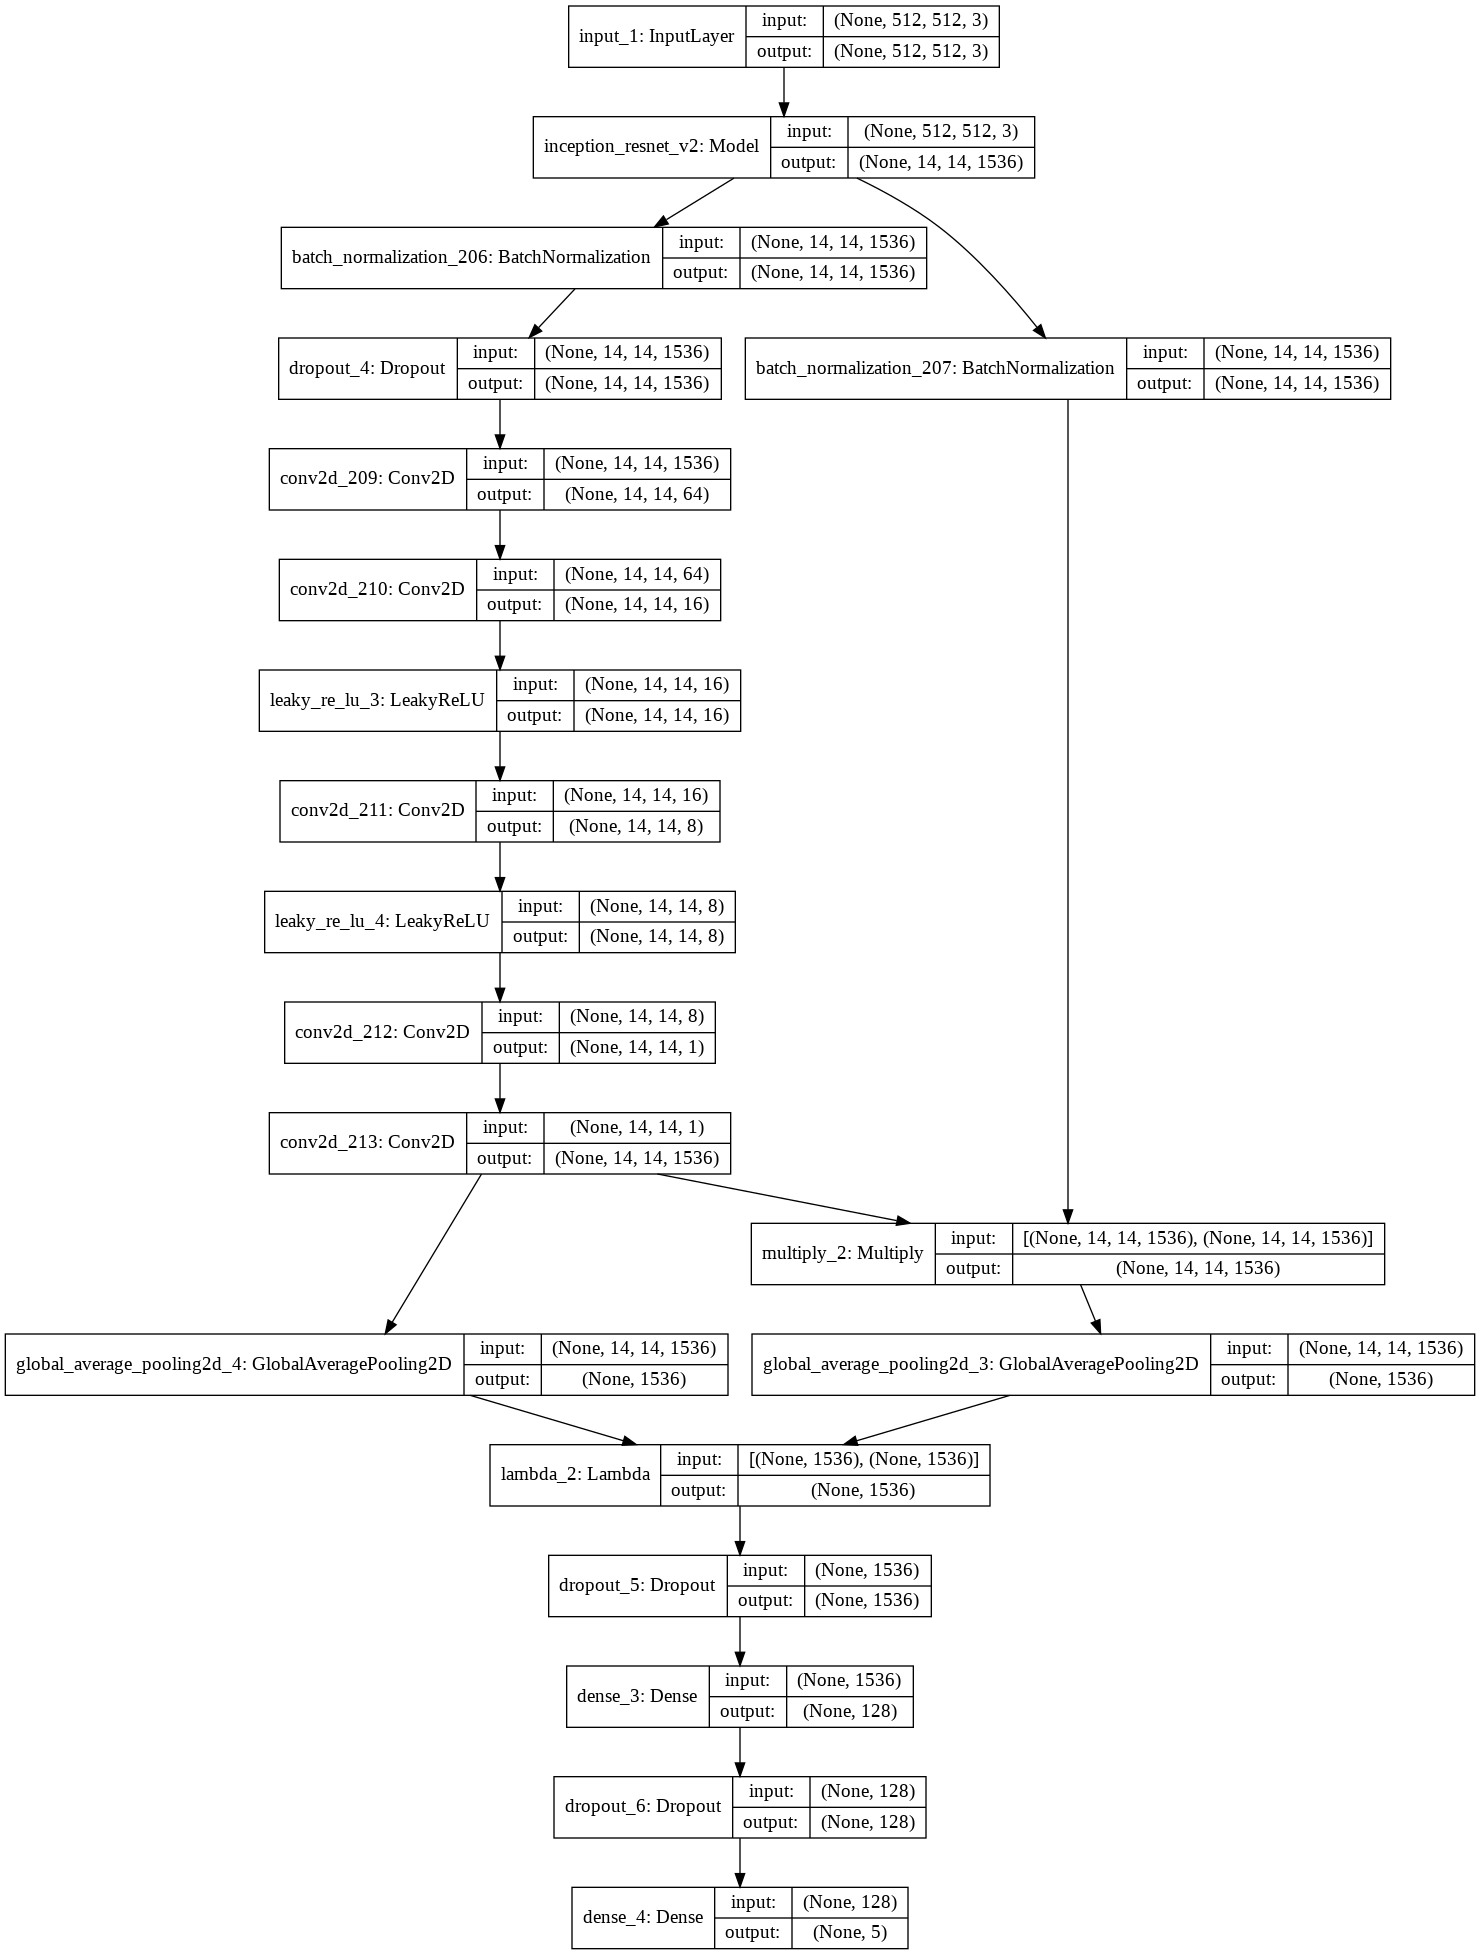 input_1: InputLayer
input: (None, 512, 512, 3)
output: (None, 512, 512, 3)
inception_resnet_v2: Model
input: (None, 512, 512, 3)
output: (None, 14, 14, 1536)
batch_normalization_206: BatchNormalization
input: (None, 14, 14, 1536)
output: (None, 14, 14, 1536)
dropout_4: Dropout
input: (None, 14, 14, 1536)
output: (None, 14, 14, 1536)
batch_normalization_207: BatchNormalization
input: (None, 14, 14, 1536)
output: (None, 14, 14, 1536)
conv2d_209: Conv2D
input: (None, 14, 14, 1536)
output: (None, 14, 14, 64)
conv2d_210: Conv2D
input: (None, 14, 14, 64)
output: (None, 14, 14, 16)
leaky_re_lu_3: LeakyReLU
input: (None, 14, 14, 16)
output: (None, 14, 14, 16)
conv2d_211: Conv2D
input: (None, 14, 14, 16)
output: (None, 14, 14, 8)
leaky_re_lu_4: LeakyReLU
input: (None, 14, 14, 8)
output: (None, 14, 14, 8)
conv2d_212: Conv2D
input: (None, 14, 14, 8)
output: (None, 14, 14, 1)
conv2d_213: Conv2D
input: (None, 14, 14, 1)
output: (None, 14, 14, 1536)
multiply_2: Multiply
input: [(None, 14, 14, 1536), (None, 14, 14, 1536)]
output: (None, 14, 14, 1536)
global_average_pooling2d_4: GlobalAveragePooling2D
input: (None, 14, 14, 1536)
output: (None, 1536)
global_average_pooling2d_3: GlobalAveragePooling2D
input: (None, 14, 14, 1536)
output: (None, 1536)
lambda_2: Lambda
input: [(None, 1536), (None, 1536)]
output: (None, 1536)
dropout_5: Dropout
input: (None, 1536)
output: (None, 1536)
dense_3: Dense
input: (None, 1536)
output: (None, 128)
dropout_6: Dropout
input: (None, 128)
output: (None, 128)
dense_4: Dense
input: (None, 128)
output: (None, 5)